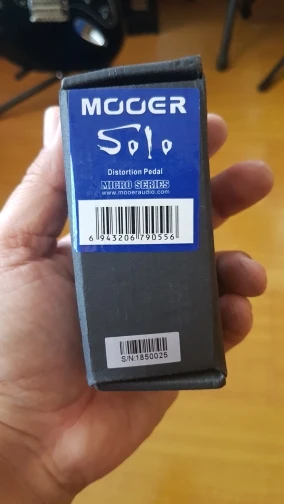 MOOER
Solo
Distortion Pedal
MICRO SERIES
www.mooeraudio.com
6 943206 790556
S/N:1850025